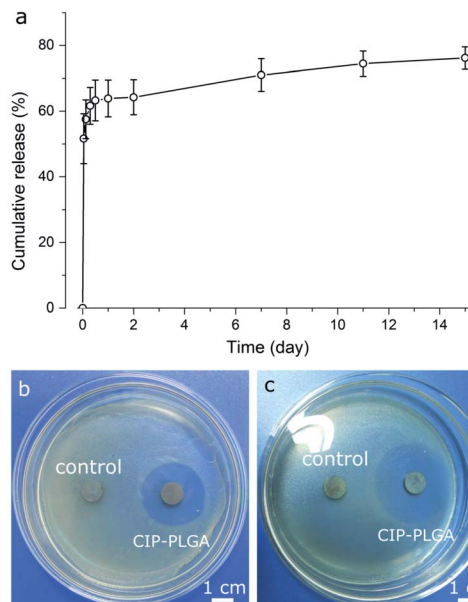 a
Cumulative release (%)
80
60
40
20
0
0 2 4 6 8 10 12 14
Time (day)
b
control
CIP-PLGA
1 cm
c
control
CIP-PLGA
1 c